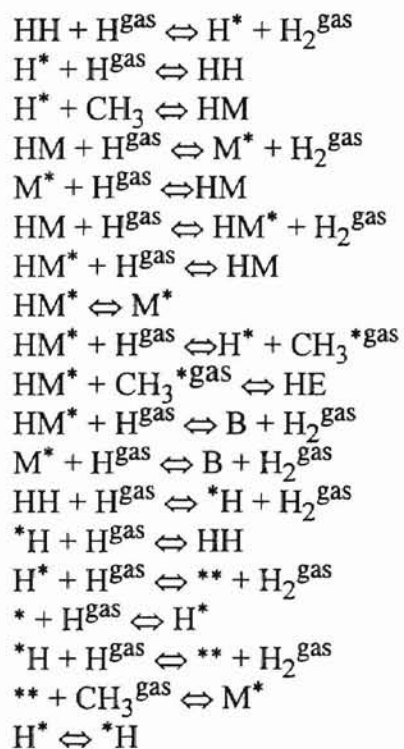 HH + H^gas ⇔ H* + H₂^gas
H* + H^gas ⇔ HH
H* + CH₃ ⇔ HM
HM + H^gas ⇔ M* + H₂^gas
M* + H^gas ⇔HM
HM + H^gas ⇔ HM* + H₂^gas
HM* + H^gas ⇔ HM
HM* ⇔ M*
HM* + H^gas ⇔H* + CH₃*^gas
HM* + CH₃*^gas ⇔ HE
HM* + H^gas ⇔ B + H₂^gas
M* + H^gas ⇔ B + H₂^gas
HH + H^gas ⇔ *H + H₂^gas
*H + H^gas ⇔ HH
H* + H^gas ⇔ ** + H₂^gas
* + H^gas ⇔ H*
*H + H^gas ⇔ ** + H₂^gas
** + CH₃^gas ⇔ M*
H* ⇔ *H